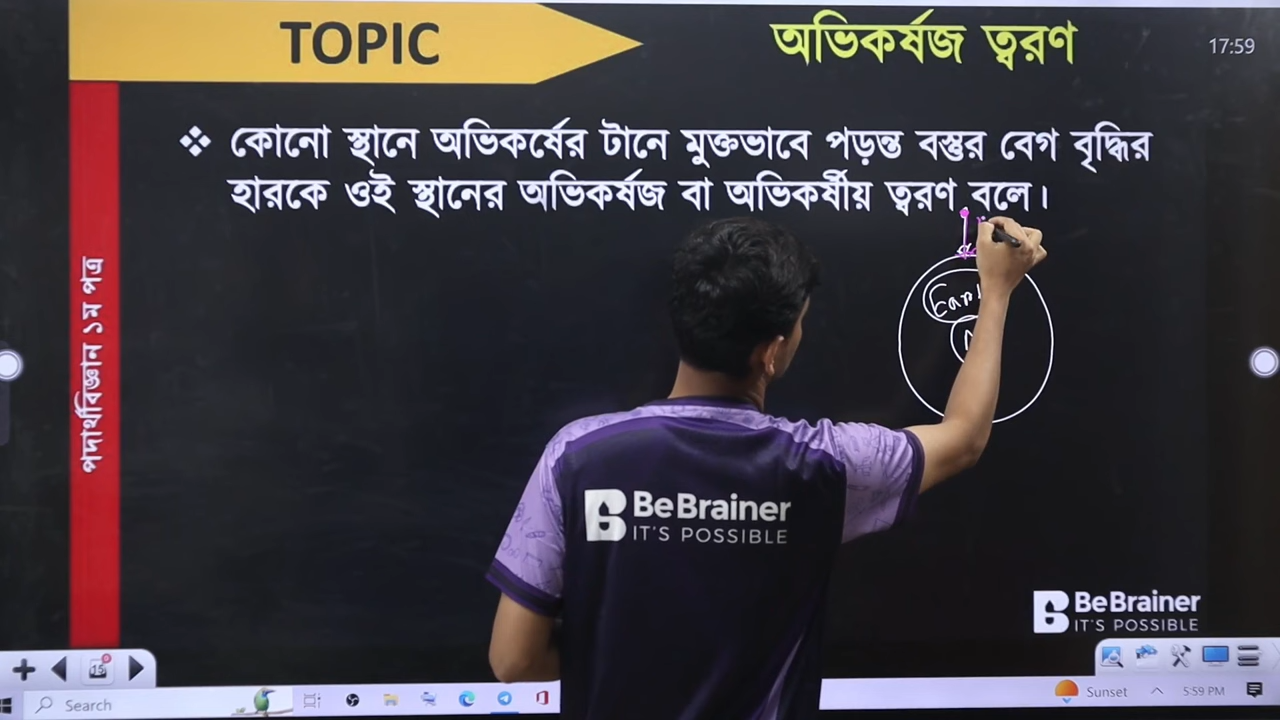 TOPIC
অভিকর্ষজ ত্বরণ
17:59
❖ কোনো স্থানে অভিকর্ষের টানে মুক্তভাবে পড়ন্ত বস্তুর বেগ বৃদ্ধির
হারকে ওই স্থানের অভিকর্ষজ বা অভিকর্ষীয় ত্বরণ বলে।
পদার্থবিজ্ঞান ১ম পত্র
BeBrainer
IT'S POSSIBLE
BeBrainer
IT'S POSSIBLE
15
Search
Sunset
5:59 PM